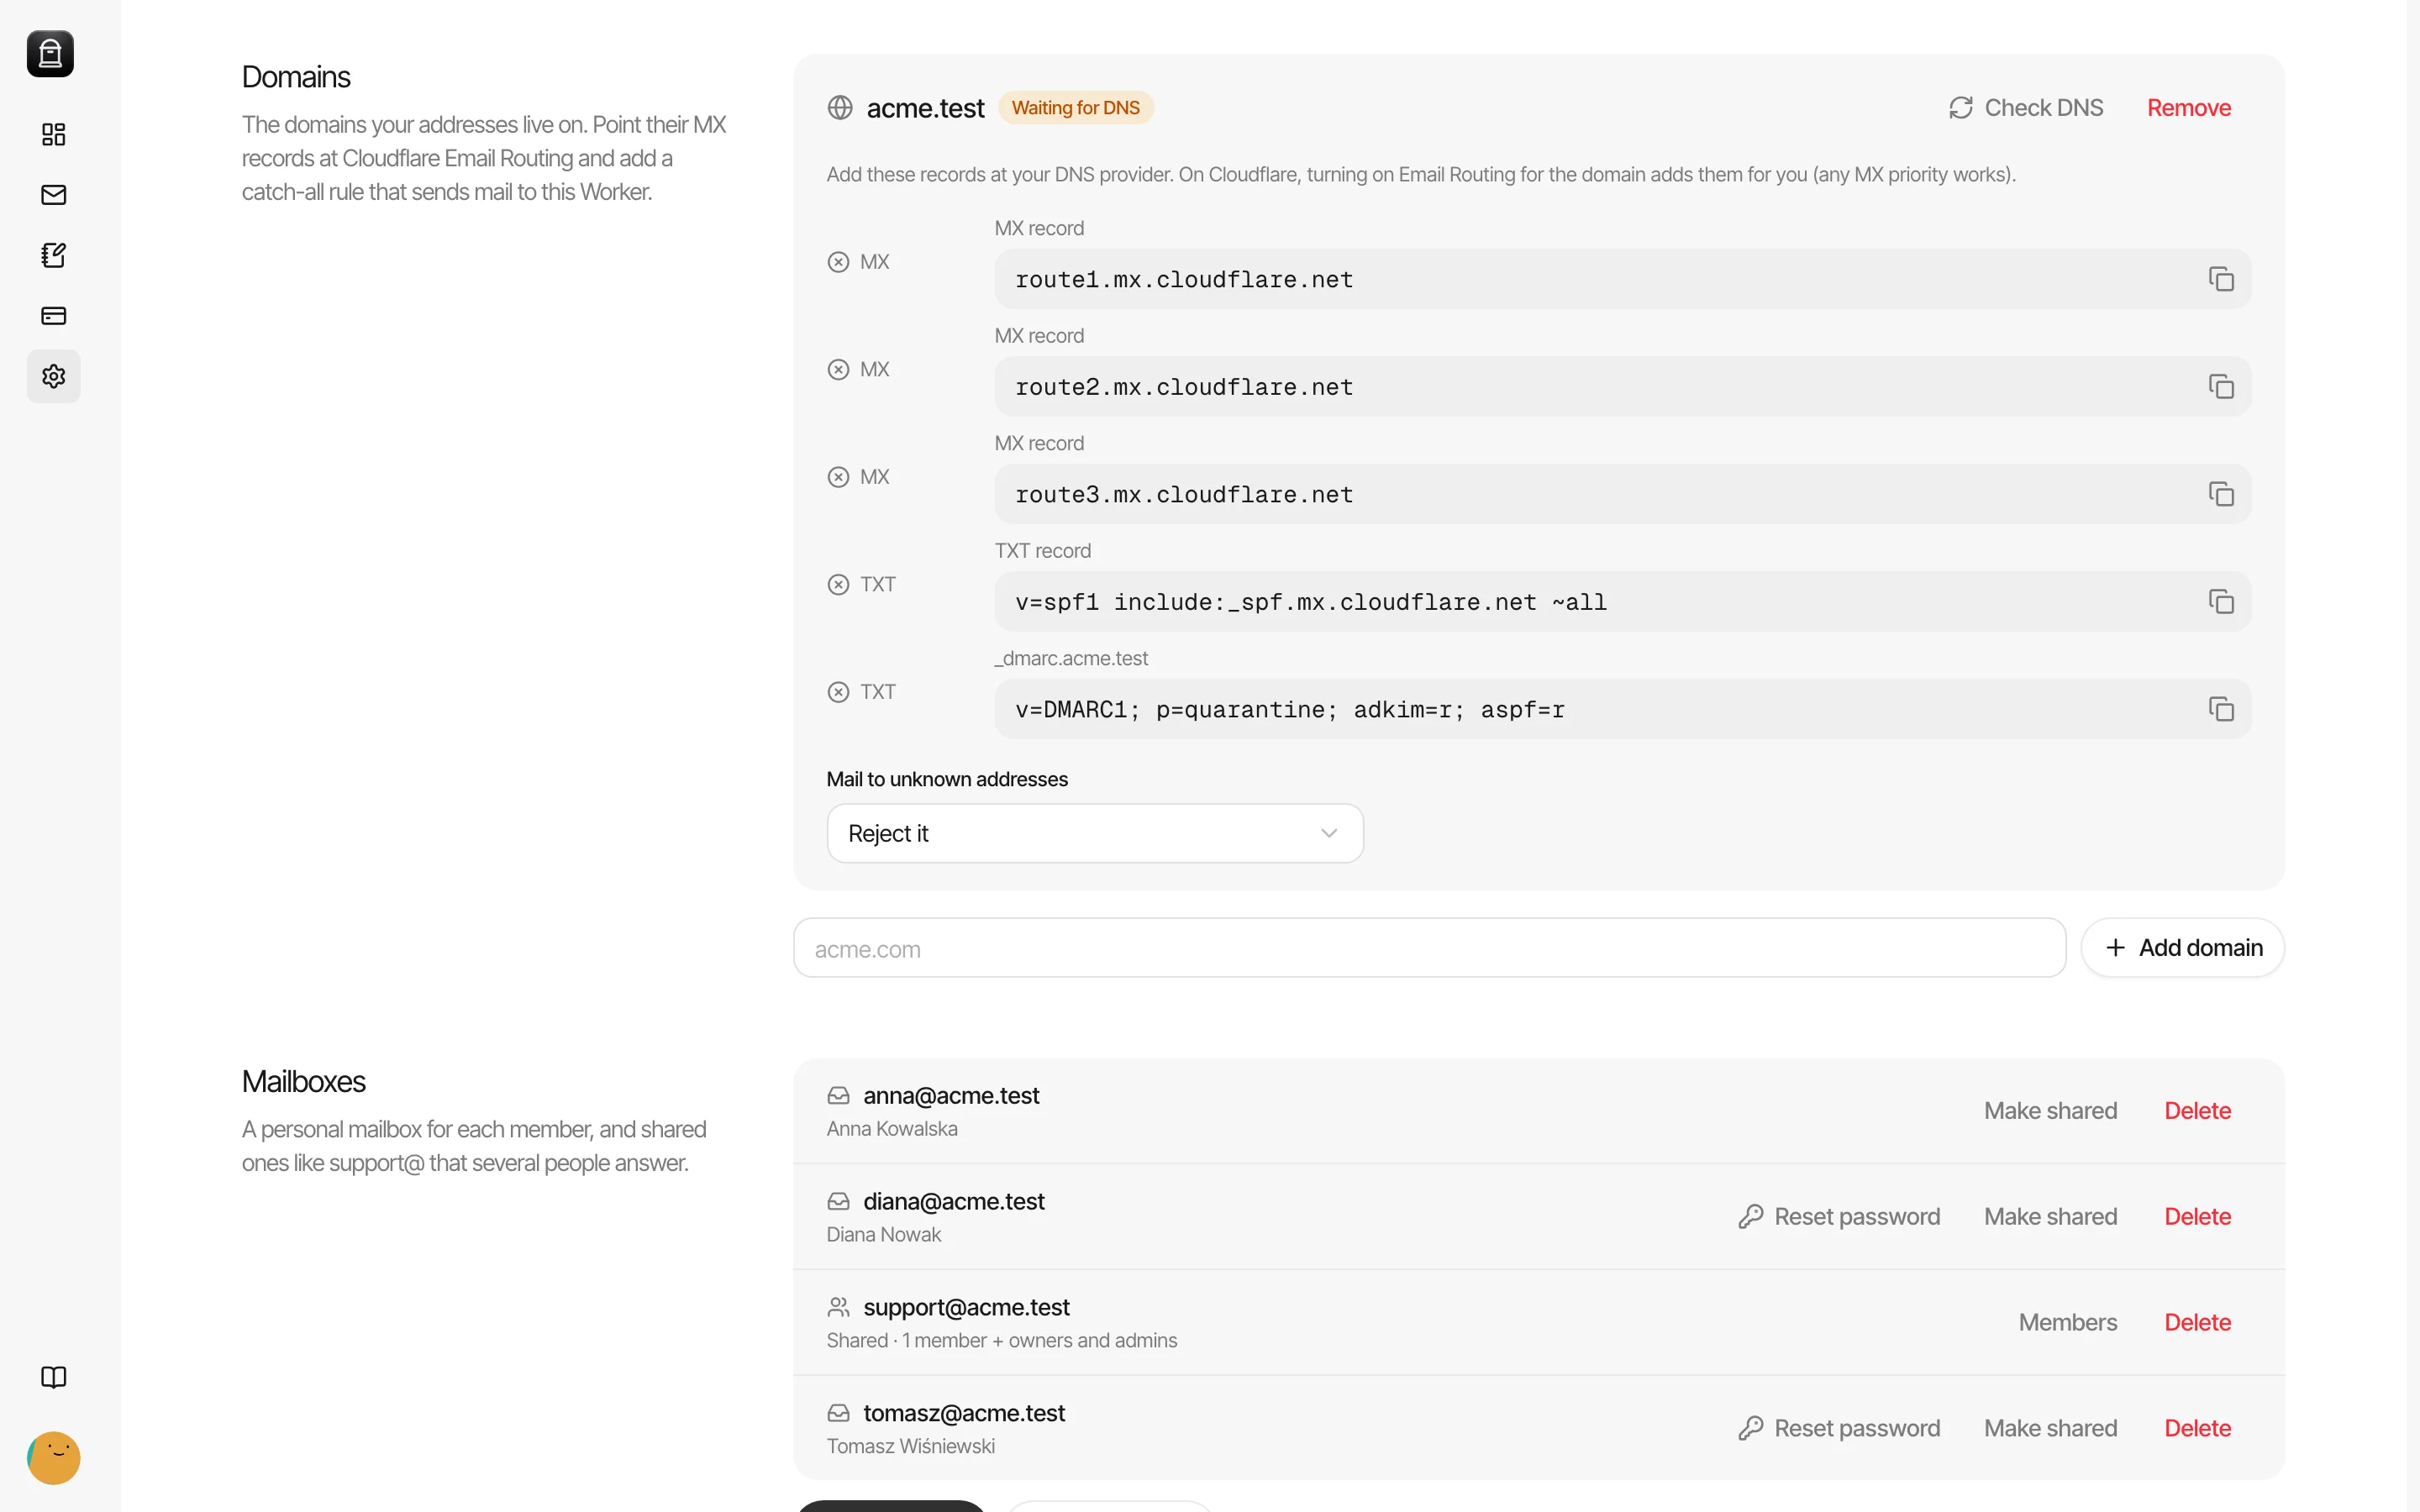 Domains
The domains your addresses live on. Point their MX
records at Cloudflare Email Routing and add a
catch-all rule that sends mail to this Worker.
acme.test
Waiting for DNS
Check DNS
Remove
Add these records at your DNS provider. On Cloudflare, turning on Email Routing for the domain adds them for you (any MX priority works).
MX record
MX
route1.mx.cloudflare.net
MX record
MX
route2.mx.cloudflare.net
MX record
MX
route3.mx.cloudflare.net
TXT record
TXT
v=spf1 include:_spf.mx.cloudflare.net ~all
_dmarc.acme.test
TXT
v=DMARC1; p=quarantine; adkim=r; aspf=r
Mail to unknown addresses
Reject it
acme.com
Add domain
Mailboxes
A personal mailbox for each member, and shared
ones like support@ that several people answer.
anna@acme.test
Anna Kowalska
Make shared
Delete
diana@acme.test
Diana Nowak
Reset password
Make shared
Delete
support@acme.test
Shared · 1 member + owners and admins
Members
Delete
tomasz@acme.test
Tomasz Wiśniewski
Reset password
Make shared
Delete